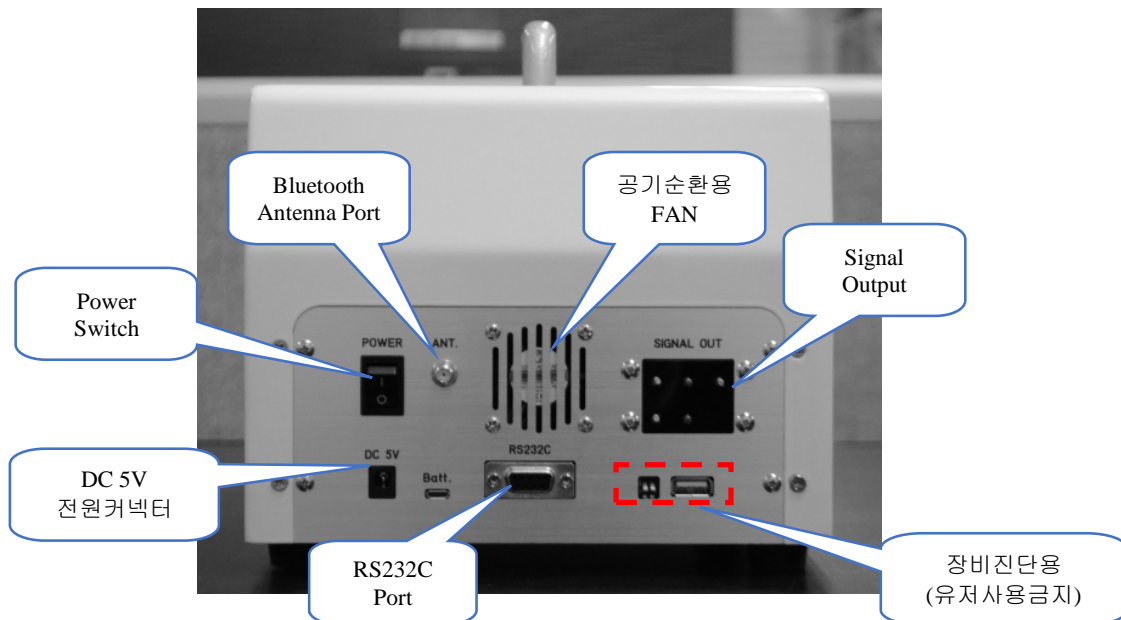 Bluetooth
Antenna Port
공기순환용
FAN
Signal
Output
Power
Switch
POWER
ANT.
SIGNAL OUT
I
O
DC 5V
전원커넥터
DC 5V
Batt.
RS232C
RS232C
Port
장비진단용
(유저사용금지)